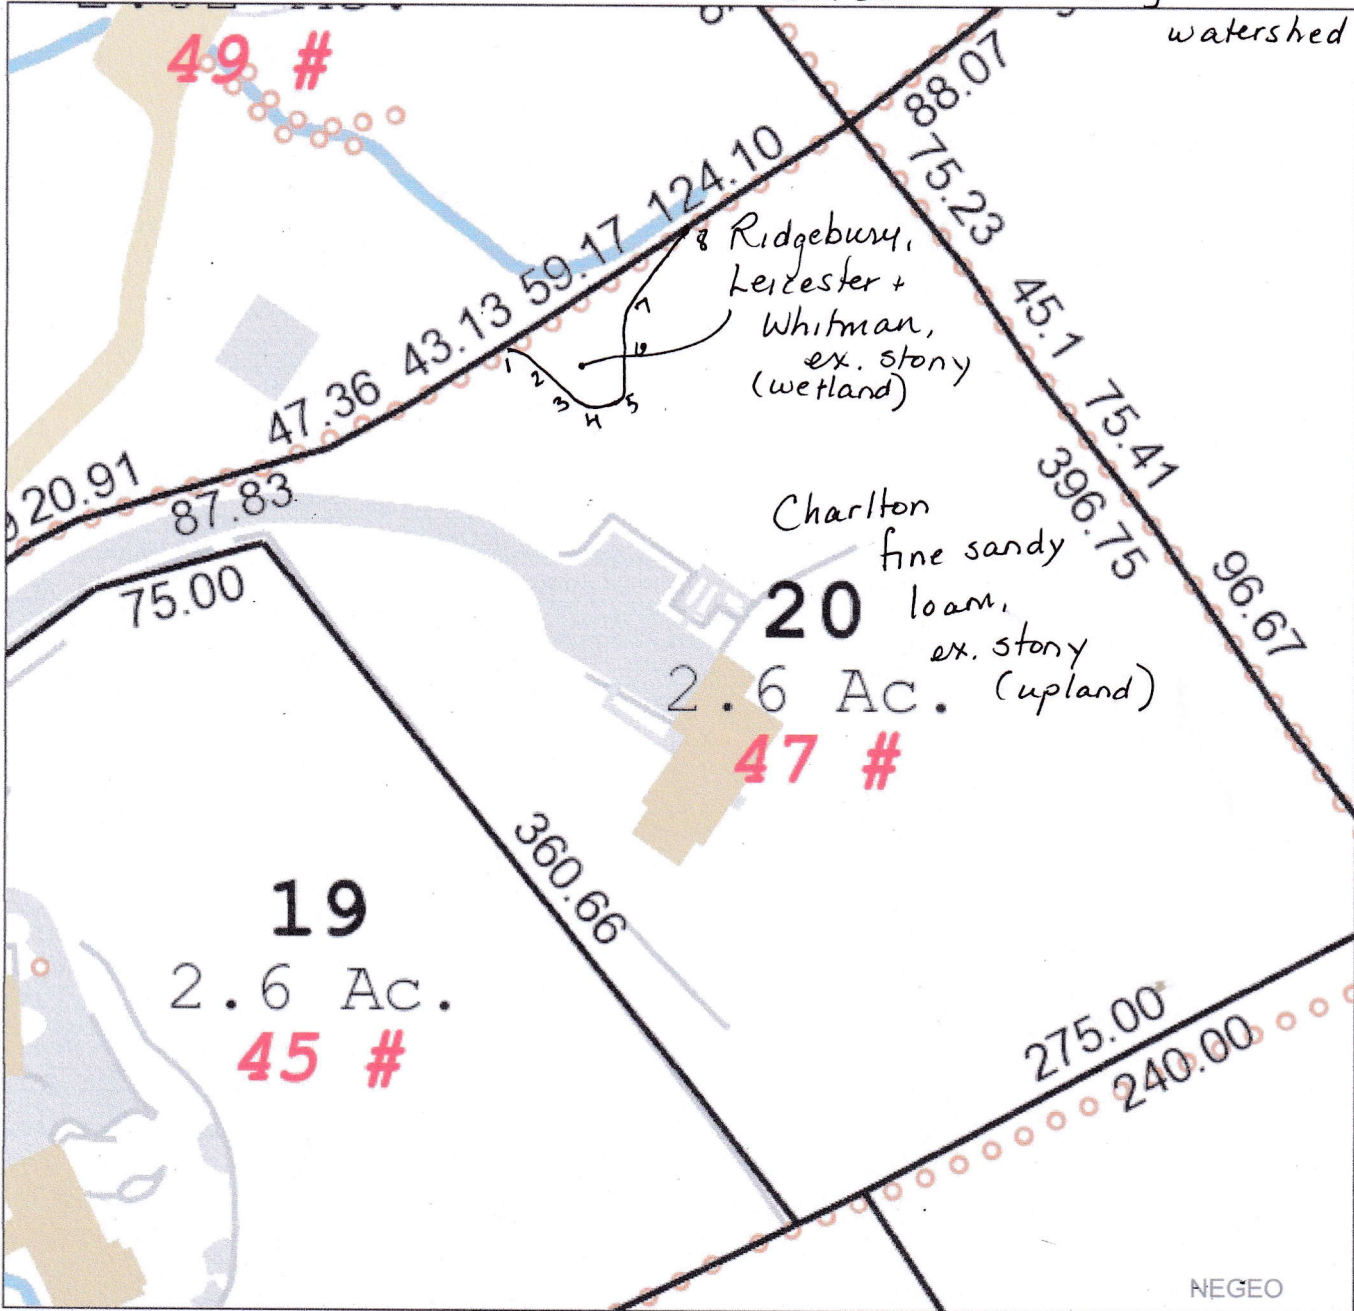 watershed
49 #
88.07
75.23
124.10
59.17
43.13
47.36
20.91
87.83
75.00
8 Ridgebury,
Leicester +
Whitman,
ex. stony
(wetland)
1
2
3
4
5
7
45.1
75.41
396.75
96.67
Charlton
fine sandy
loam,
ex. stony
(upland)
20
2.6 Ac.
47 #
360.66
19
2.6 Ac.
45 #
275.00
240.00
NEGEO